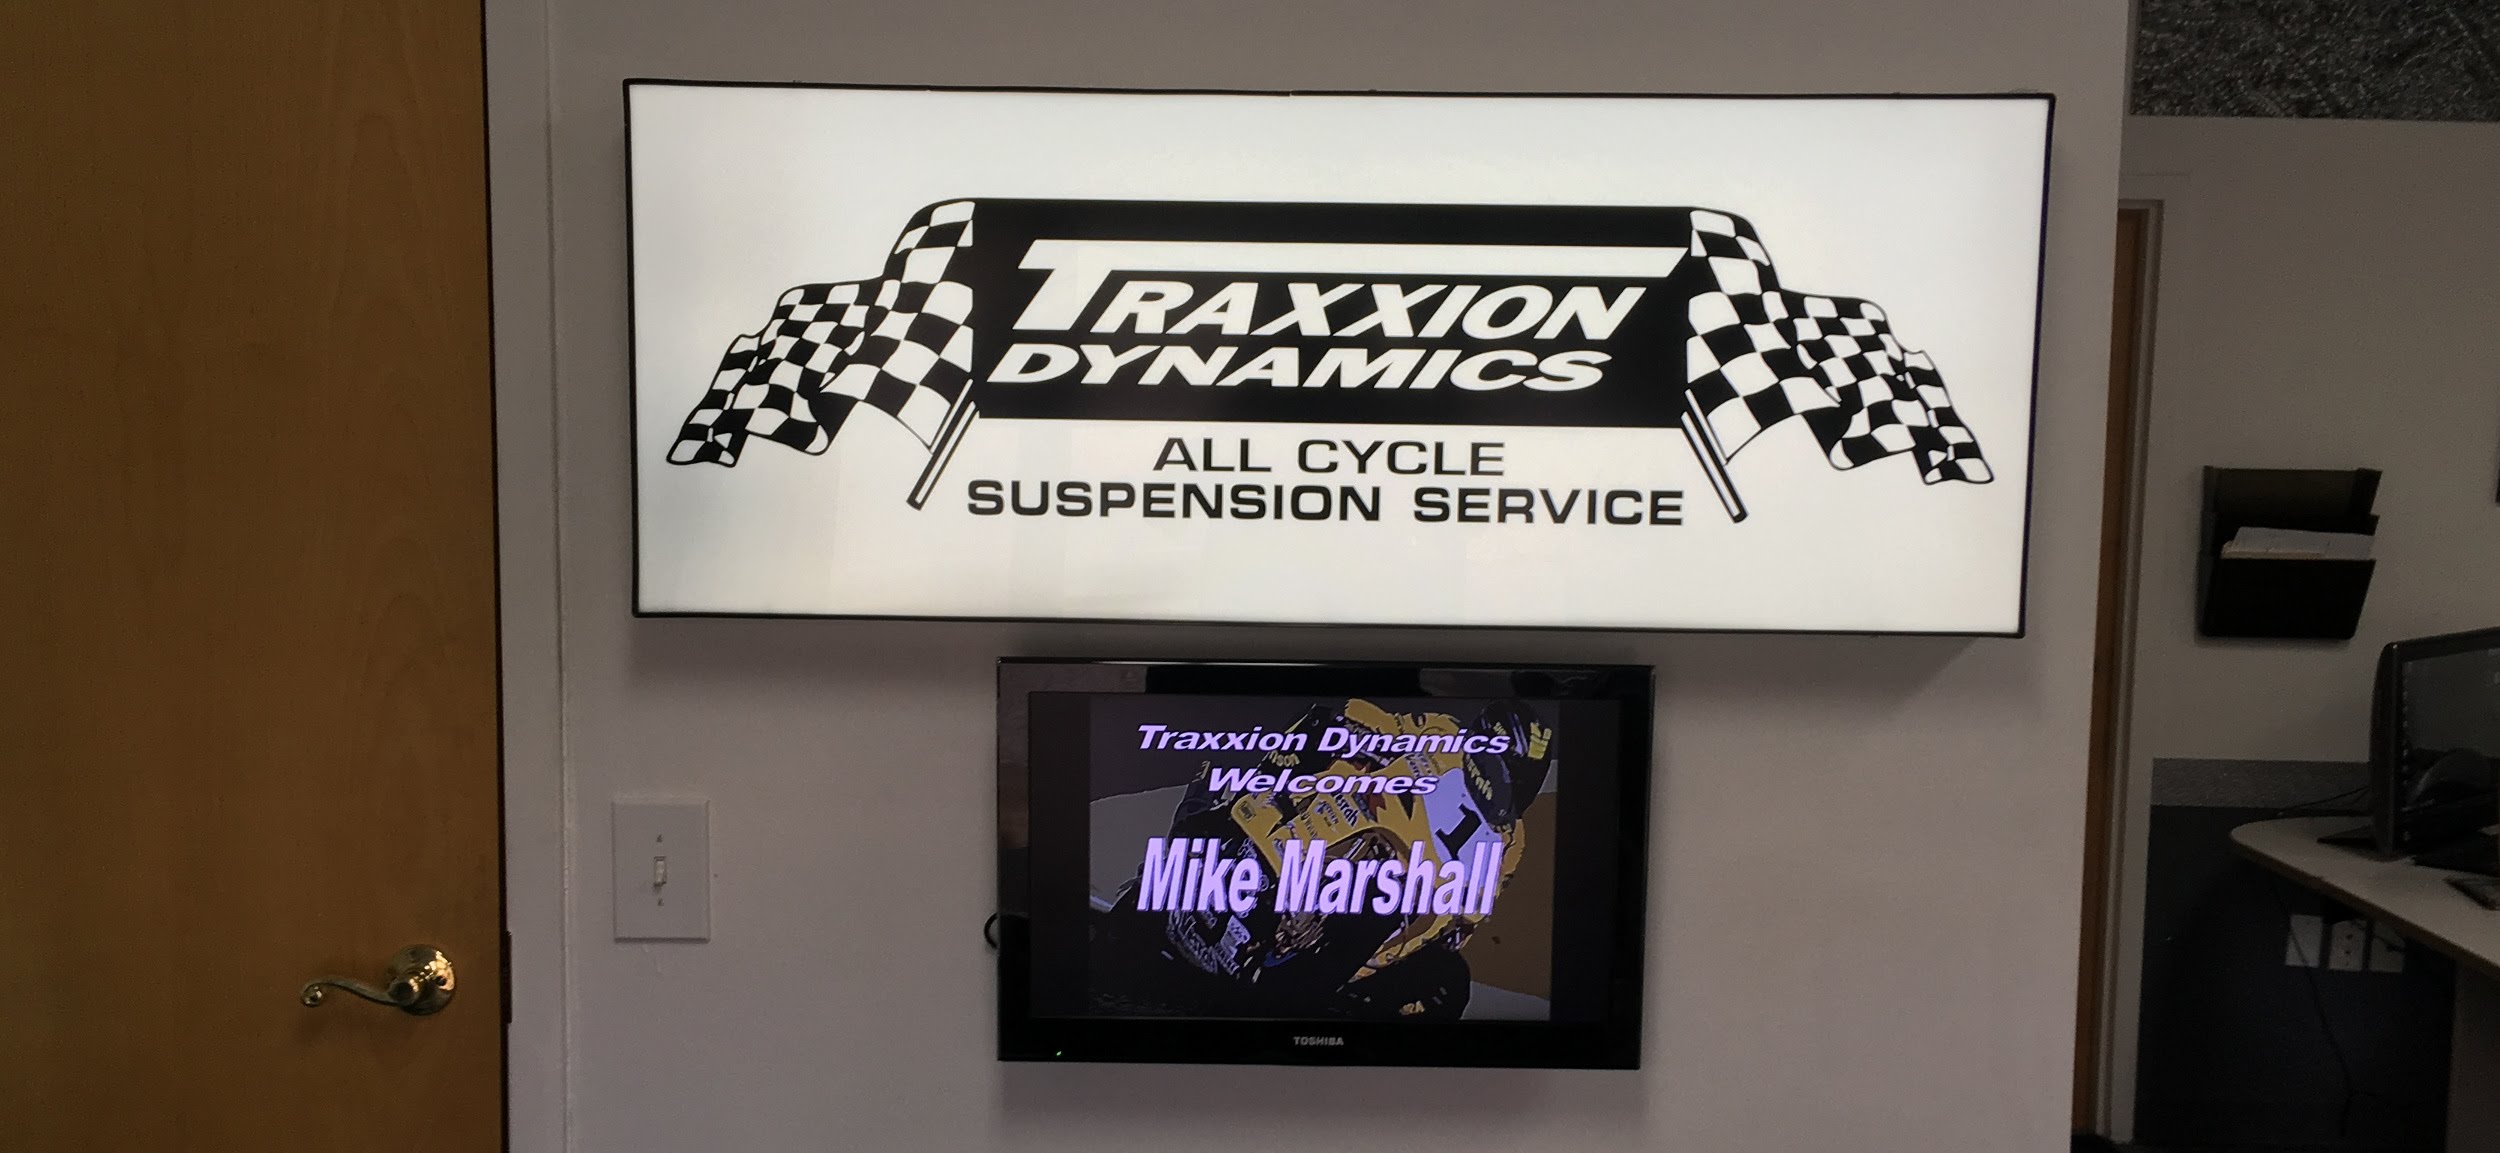 TRAXXION
DYNAMICS
ALL CYCLE
SUSPENSION SERVICE
Traxxion Dynamics
Welcomes
Mike Marshall
TOSHIBA